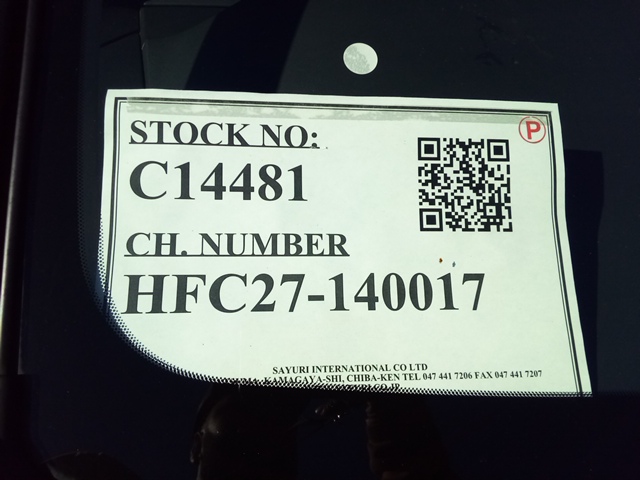 P
STOCK NO:
C14481
CH. NUMBER
HFC27-140017
SAYURI INTERNATIONAL CO LTD
KAMAGAYA-SHI, CHIBA-KEN TEL 047 441 7206 FAX 047 441 7207